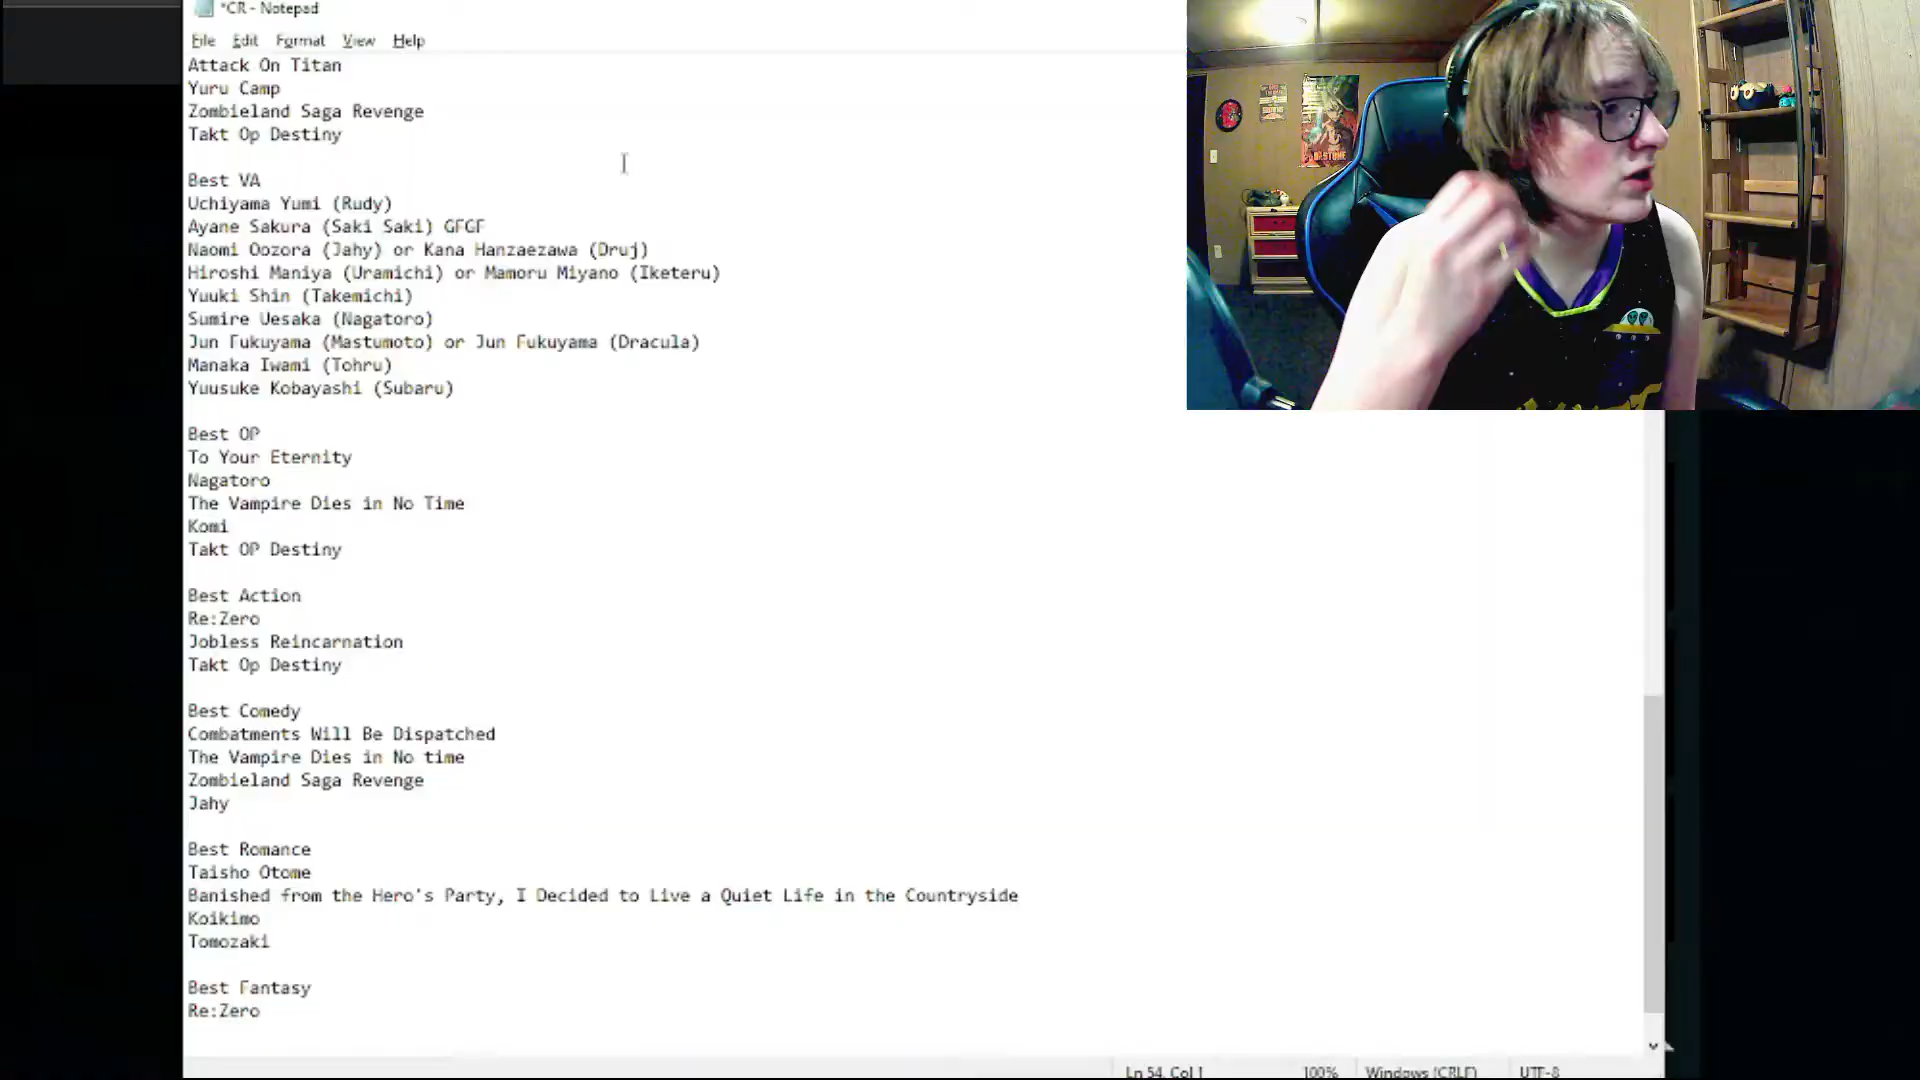 *CR - Notepad
File Edit Format View Help
Attack On Titan
Yuru Camp
Zombieland Saga Revenge
Takt Op Destiny
Best VA
Uchiyama Yumi (Rudy)
Ayane Sakura (Saki Saki) GFGF
Naomi Oozora (Jahy) or Kana Hanzaezawa (Druj)
Hiroshi Maniya (Uramichi) or Mamoru Miyano (Iketeru)
Yuuki Shin (Takemichi)
Sumire Uesaka (Nagatoro)
Jun Fukuyama (Mastumoto) or Jun Fukuyama (Dracula)
Manaka Iwami (Tohru)
Yuusuke Kobayashi (Subaru)
Best OP
To Your Eternity
Nagatoro
The Vampire Dies in No Time
Komi
Takt OP Destiny
Best Action
Re:Zero
Jobless Reincarnation
Takt Op Destiny
Best Comedy
Combatments Will Be Dispatched
The Vampire Dies in No time
Zombieland Saga Revenge
Jahy
Best Romance
Taisho Otome
Banished from the Hero's Party, I Decided to Live a Quiet Life in the Countryside
Koikimo
Tomozaki
Best Fantasy
Re:Zero
Ln 54, Col 1 100% Windows (CRLF) UTF-8